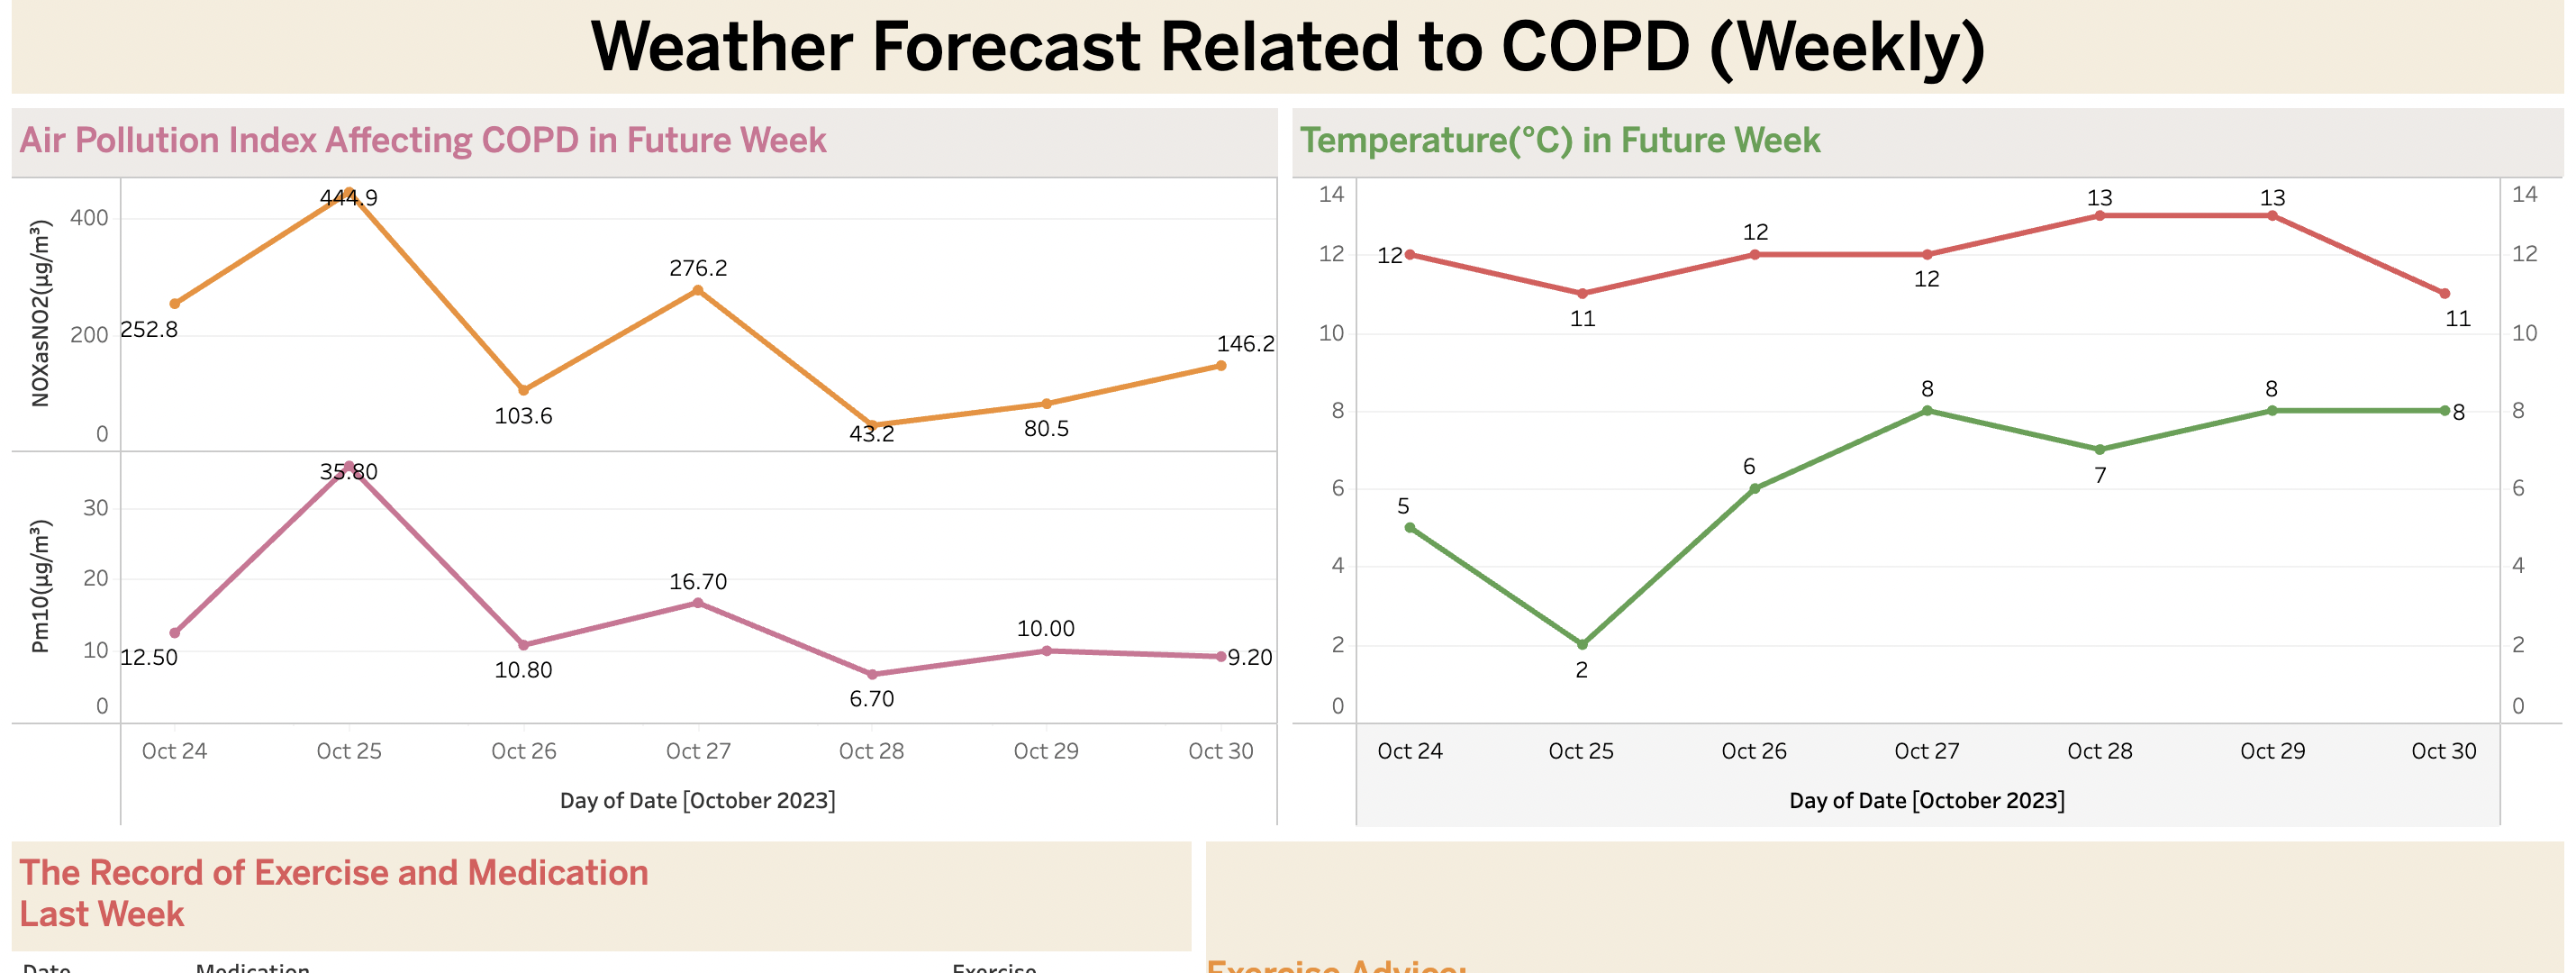 Weather Forecast Related to COPD (Weekly)
Air Pollution Index Affecting COPD in Future Week
NOXasNO2(µg/m³)
400
200
0
252.8
444.9
103.6
276.2
43.2
80.5
146.2
Pm10(µg/m³)
30
20
10
0
12.50
35.80
10.80
16.70
6.70
10.00
9.20
Oct 24 Oct 25 Oct 26 Oct 27 Oct 28 Oct 29 Oct 30
Day of Date [October 2023]
Temperature(°C) in Future Week
14
12
10
8
6
4
2
0
12 11 12 12 13 13 11
5 2 6 8 7 8 8
14
12
10
8
6
4
2
0
Oct 24 Oct 25 Oct 26 Oct 27 Oct 28 Oct 29 Oct 30
Day of Date [October 2023]
The Record of Exercise and Medication
Last Week
Date Medication Exercise
Exercise Advice: